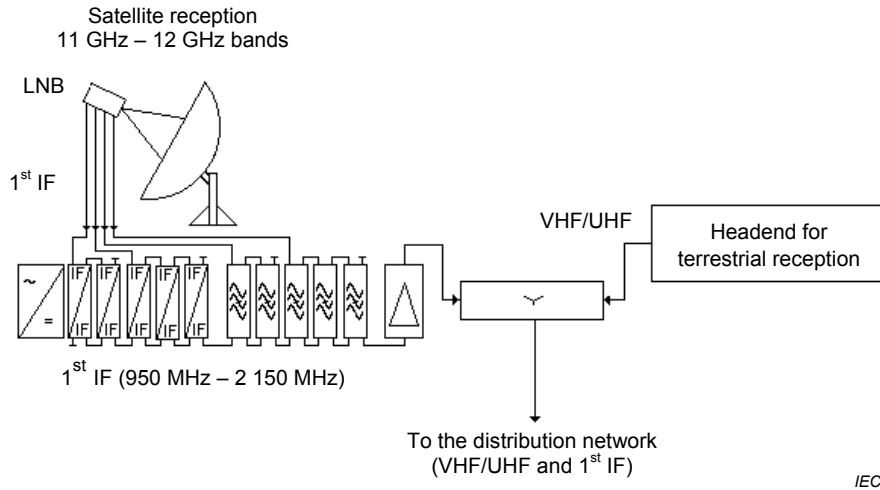 Satellite reception
11 GHz – 12 GHz bands
LNB
1st IF
VHF/UHF
Headend for
terrestrial reception
~
=
IF
IF
IF
IF
IF
IF
IF
IF
IF
IF
1st IF (950 MHz – 2 150 MHz)
To the distribution network
(VHF/UHF and 1st IF)
IEC